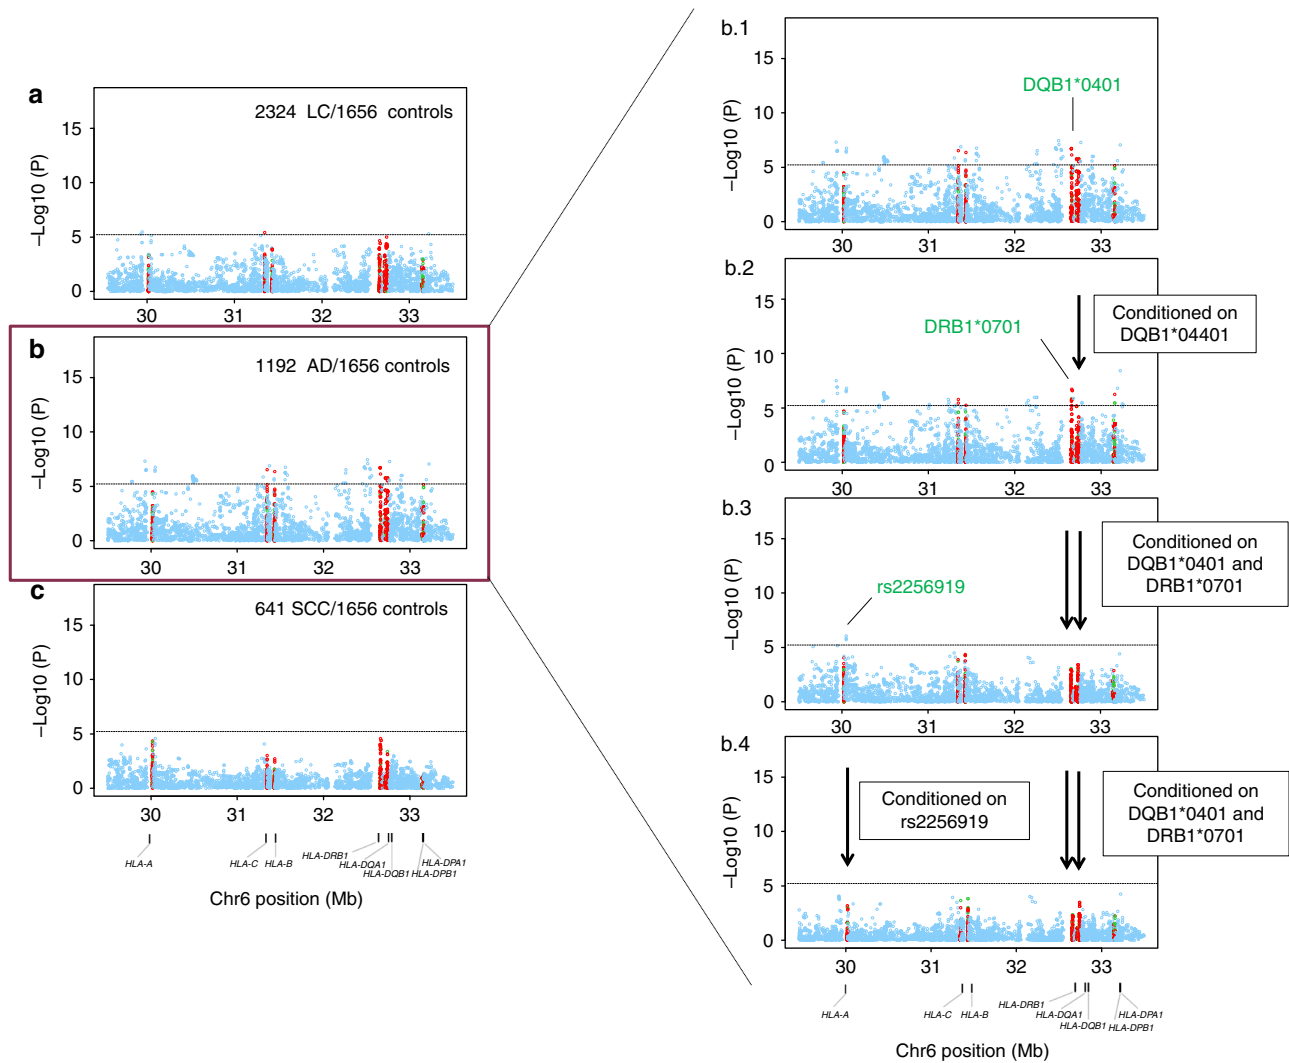 a
2324 LC/1656 controls
−Log10 (P)
15
10
5
0
30
31
32
33
b
1192 AD/1656 controls
−Log10 (P)
15
10
5
0
30
31
32
33
c
641 SCC/1656 controls
−Log10 (P)
15
10
5
0
30
31
32
33
HLA-A
HLA-C
HLA-B
HLA-DRB1
HLA-DQA1
HLA-DQB1
HLA-DPA1
HLA-DPB1
Chr6 position (Mb)
b.1
DQB1*0401
−Log10 (P)
15
10
5
0
30
31
32
33
b.2
DRB1*0701
Conditioned on
DQB1*04401
−Log10 (P)
15
10
5
0
30
31
32
33
b.3
rs2256919
Conditioned on
DQB1*0401 and
DRB1*0701
−Log10 (P)
15
10
5
0
30
31
32
33
b.4
Conditioned on
rs2256919
Conditioned on
DQB1*0401 and
DRB1*0701
−Log10 (P)
15
10
5
0
30
31
32
33
HLA-A
HLA-C
HLA-B
HLA-DRB1
HLA-DQA1
HLA-DQB1
HLA-DPA1
HLA-DPB1
Chr6 position (Mb)